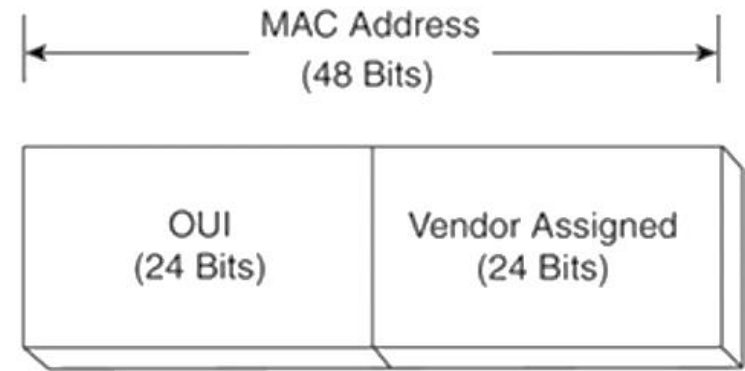 MAC Address
(48 Bits)
OUI
(24 Bits)
Vendor Assigned
(24 Bits)